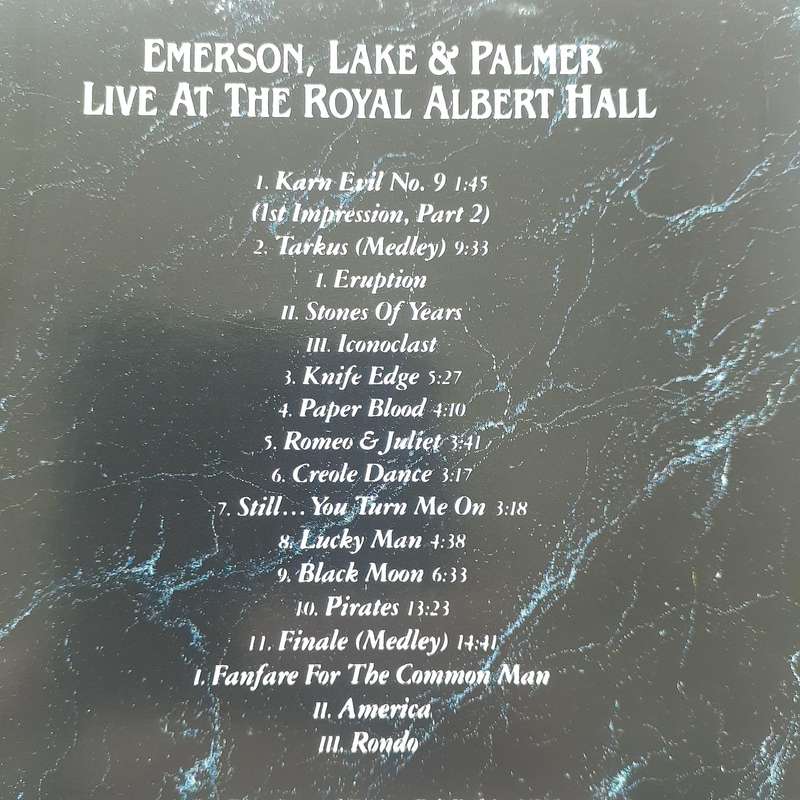 EMERSON, LAKE & PALMER
LIVE AT THE ROYAL ALBERT HALL
1. Karn Evil No. 9 1:45
(1st Impression, Part 2)
2. Tarkus (Medley) 9:33
I. Eruption
II. Stones Of Years
III. Iconoclast
3. Knife Edge 5:27
4. Paper Blood 4:10
5. Romeo & Juliet 3:41
6. Creole Dance 3:17
7. Still... You Turn Me On 3:18
8. Lucky Man 4:38
9. Black Moon 6:33
10. Pirates 13:23
11. Finale (Medley) 14:41
I. Fanfare For The Common Man
II. America
III. Rondo